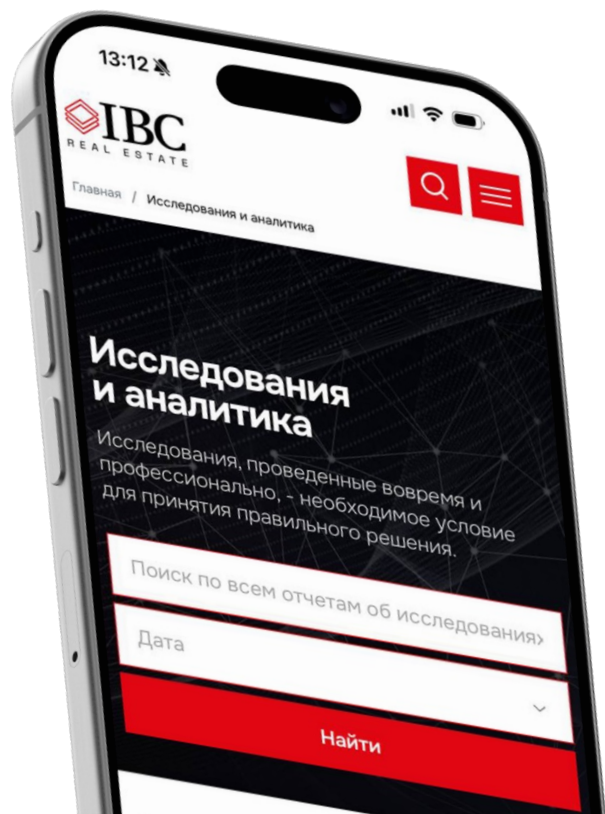 13:12
IBC
REAL ESTATE
Главная / Исследования и аналитика
Исследования
и аналитика
Исследования, проведенные вовремя и
профессионально, - необходимое условие
для принятия правильного решения.
Поиск по всем отчетам об исследования
Дата
Найти